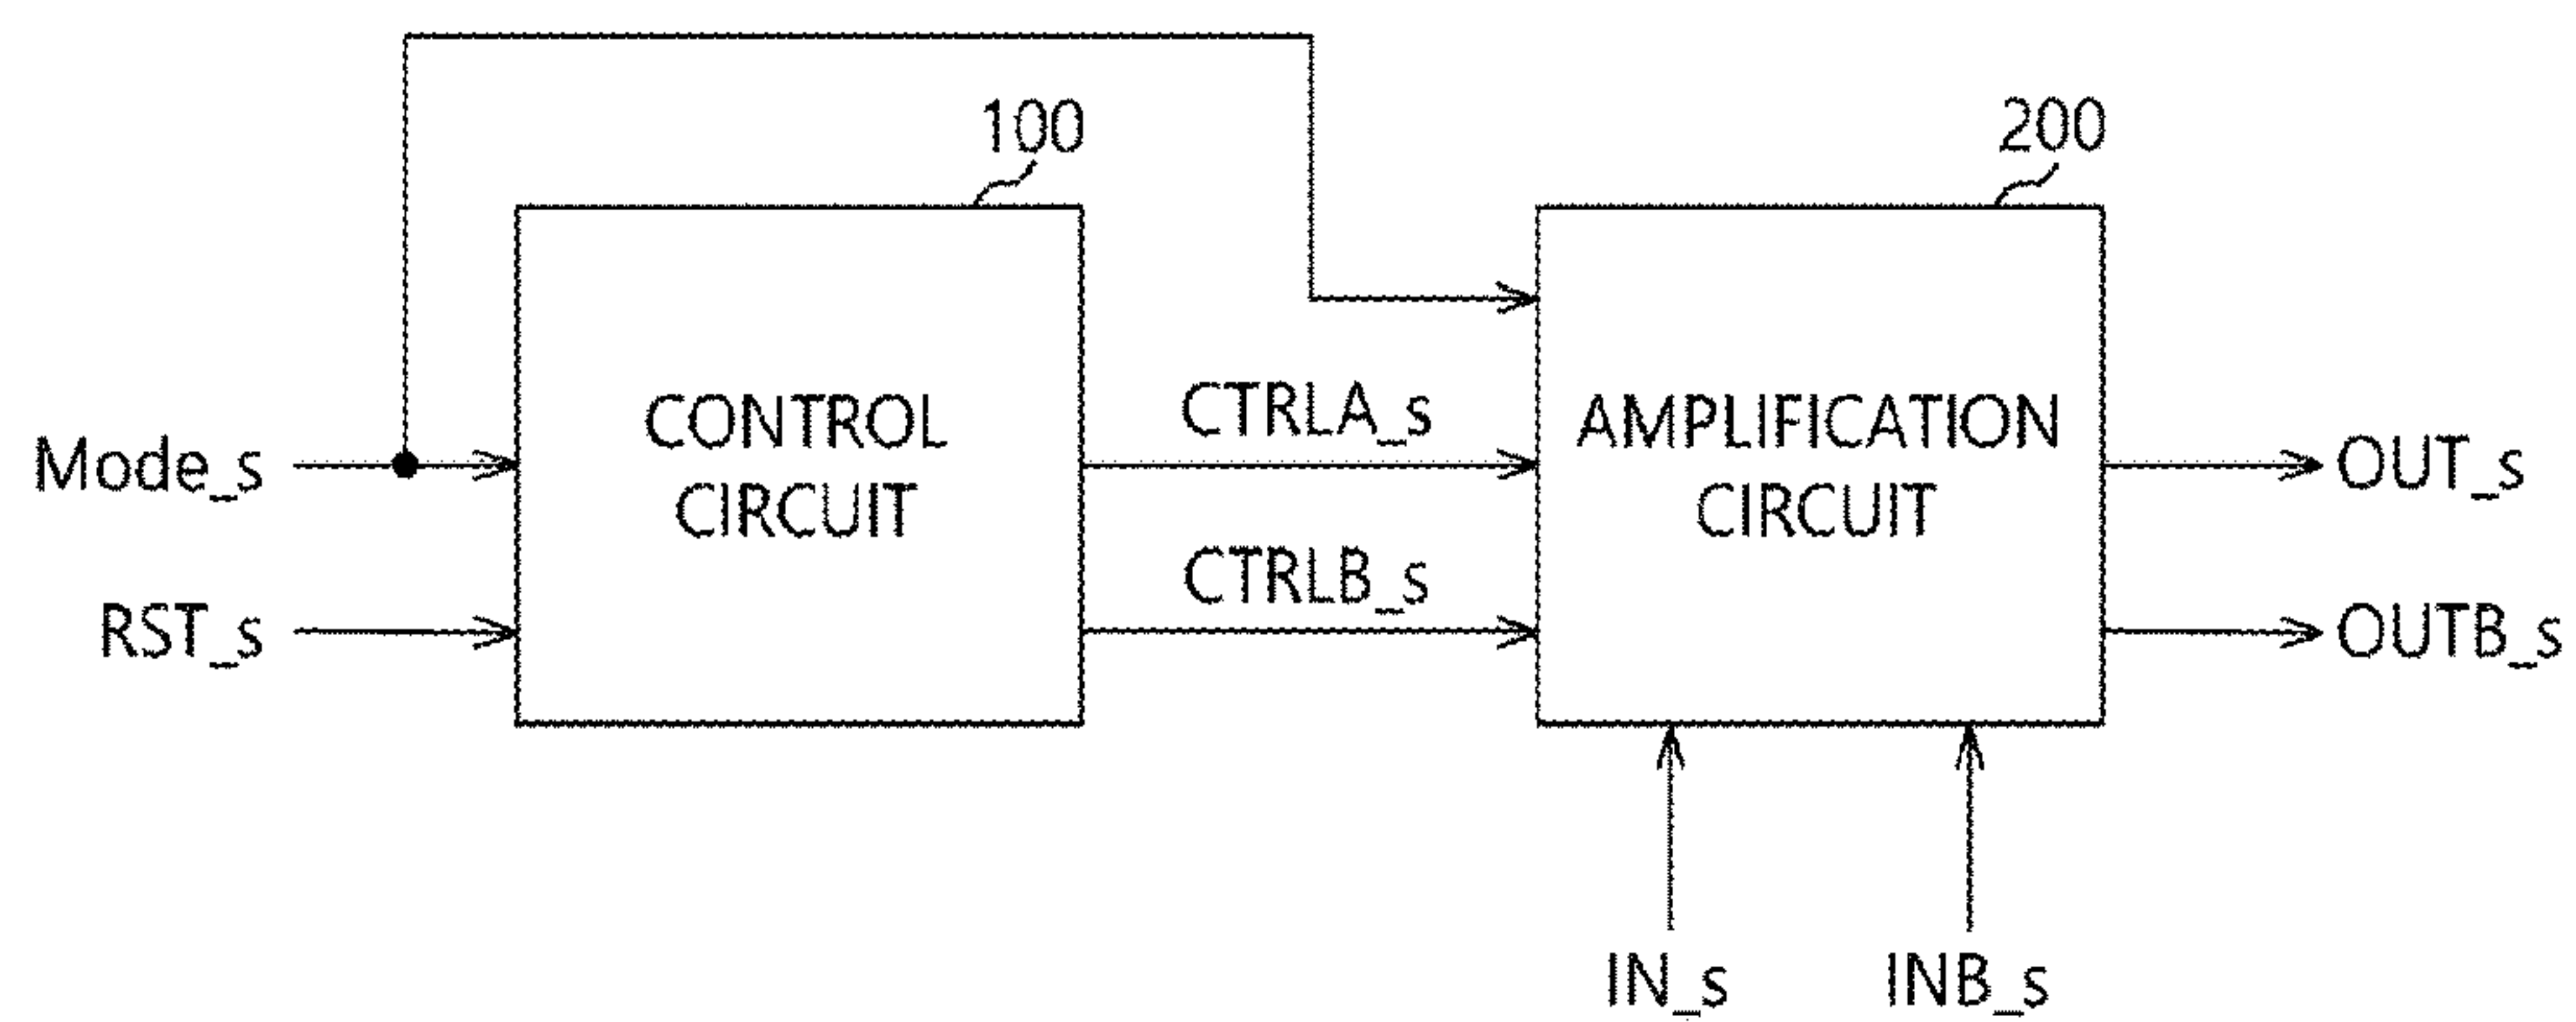 100
200
CONTROL
CIRCUIT
AMPLIFICATION
CIRCUIT
Mode_s
RST_s
CTRLA_s
CTRLB_s
OUT_s
OUTB_s
IN_s
INB_s